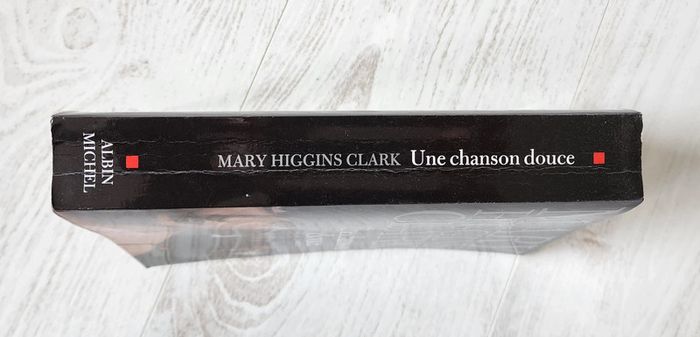 ALBIN
MICHEL
MARY HIGGINS CLARK Une chanson douce